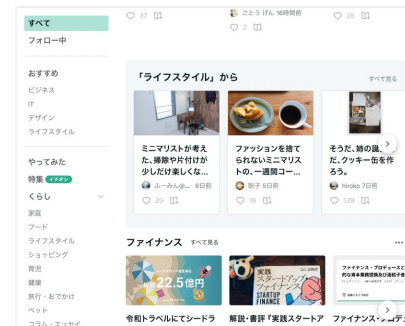 すべて
フォロー中
おすすめ
ビジネス
IT
デザイン
ライフスタイル
やってみた
特集 イチオシ
くらし
家庭
フード
ライフスタイル
ショッピング
育児
健康
旅行・おでかけ
ペット
コラム・エッセイ
37
ごとう げん 16時間前
2
35
「ライフスタイル」から
すべて見る
ミニマリストが考え
た、掃除や片付けが
少しだけ楽しくな...
ふーみん@... 6日前
20
ファッションを捨て
られないミニマリス
トの、一週間コー...
聡子 5日前
16
そうだ、姉の誕
だ、クッキー缶を作
ろう。
hiroko 7日前
139
ファイナンス すべて見る
22.5億円
令和トラベルにてシードラ
実践
スタートアップ
ファイナンス
STARTUP
FINANCE
解説・書評『実践スタートア
ファイナンス・プロデュースと
ファイナンス・プロデュ